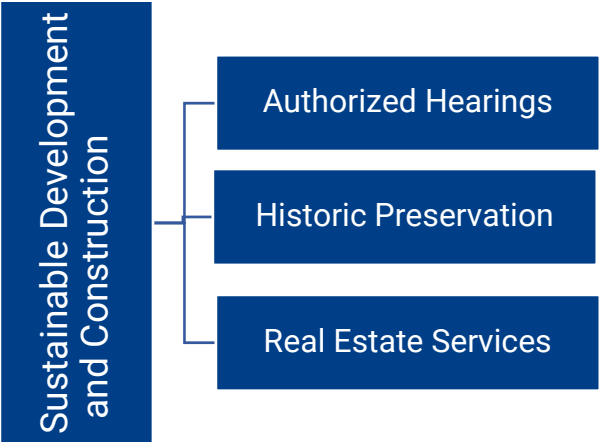 Sustainable Development
and Construction
Authorized Hearings
Historic Preservation
Real Estate Services